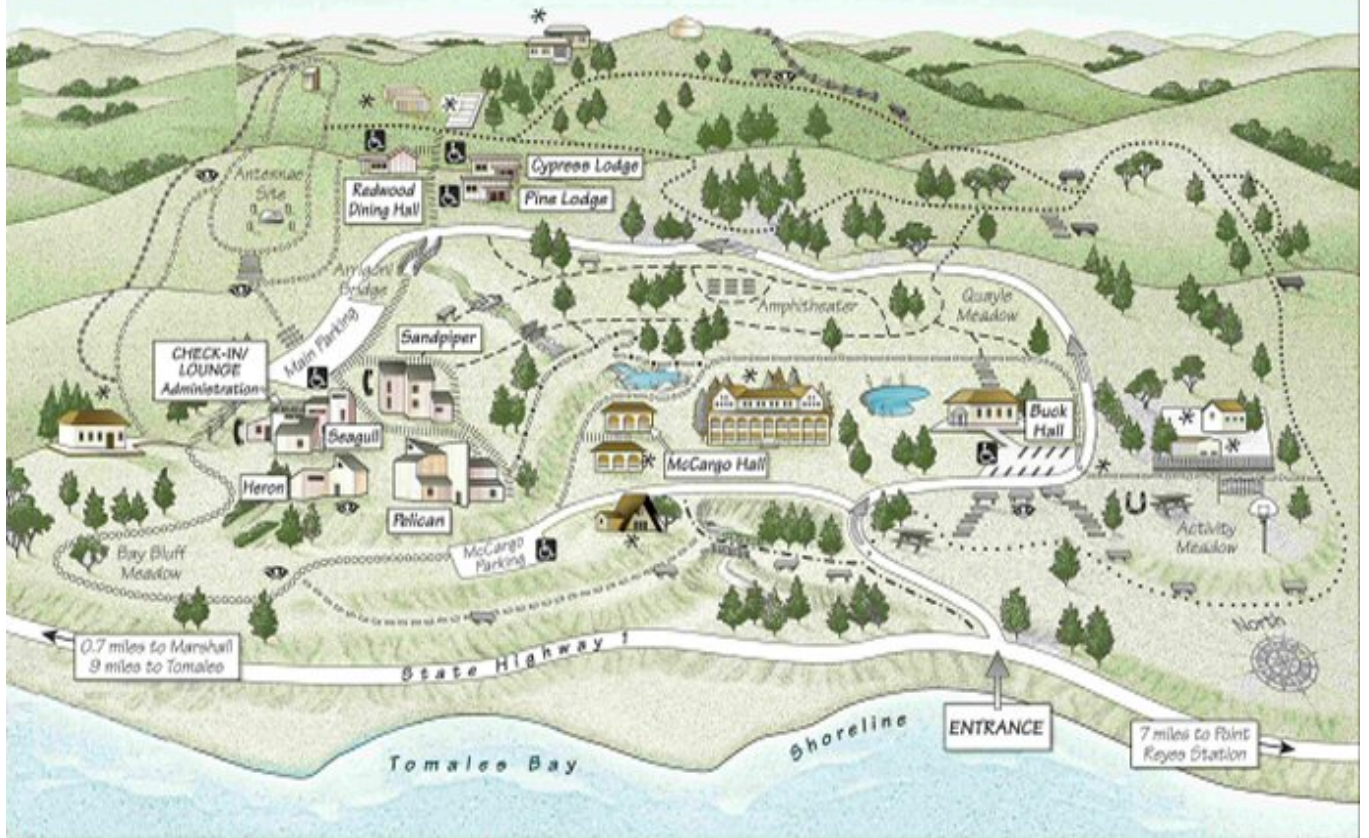 Antennae
Site
Redwood
Dining Hall
Cypress Lodge
Pine Lodge
Arrigoni
Bridge
Main Parking
Amphitheater
Quayle
Meadow
CHECK-IN/
LOUNGE
Administration
Sandpiper
Seagull
Heron
Pelican
McCargo Hall
Buck
Hall
McCargo
Parking
Bay Bluff
Meadow
Activity
Meadow
North
0.7 miles to Marshall
9 miles to Tomales
State Highway 1
ENTRANCE
7 miles to Point
Reyes Station
Shoreline
Tomales Bay